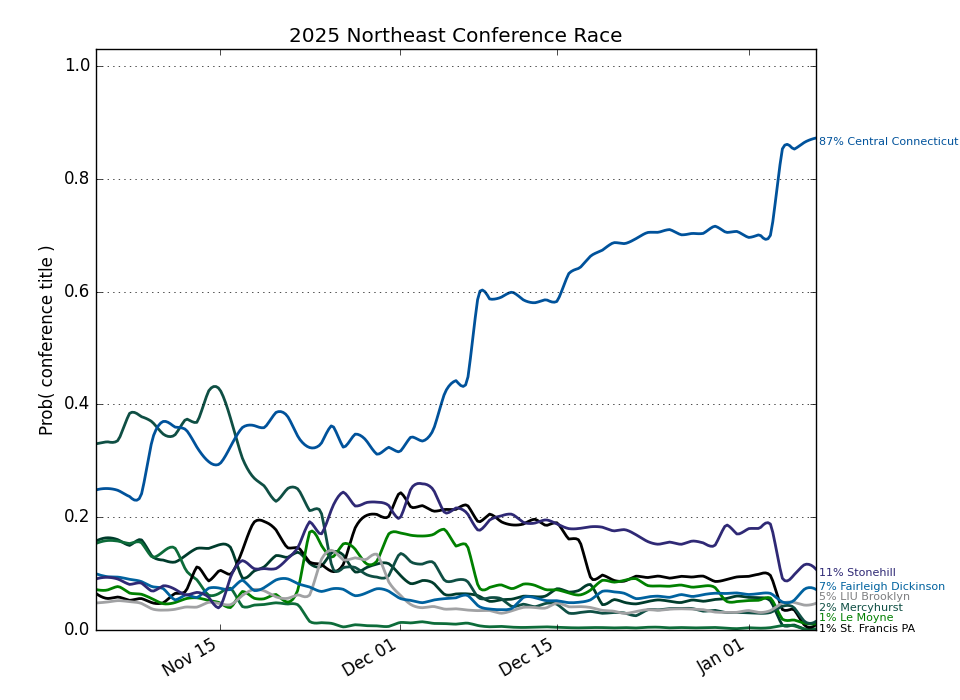 2025 Northeast Conference Race
Prob( conference title )
1.0
0.8
0.6
0.4
0.2
0.0
87% Central Connecticut
11% Stonehill
7% Fairleigh Dickinson
5% LIU Brooklyn
2% Mercyhurst
1% Le Moyne
1% St. Francis PA
Nov 15
Dec 01
Dec 15
Jan 01